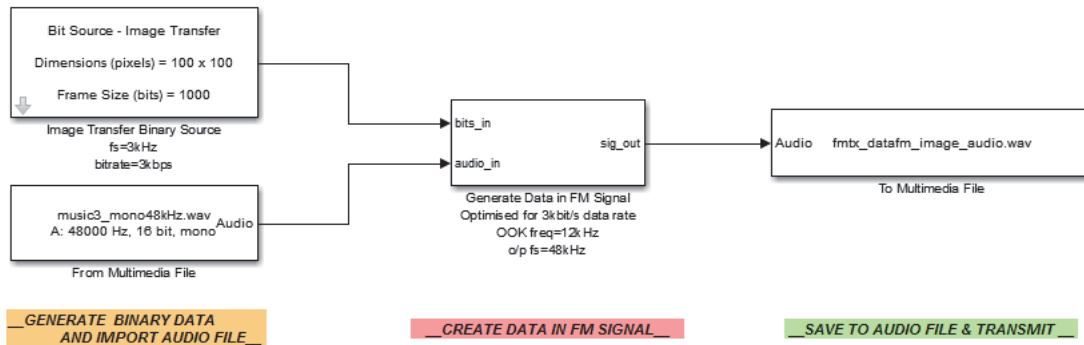 Bit Source - Image Transfer
Dimensions (pixels) = 100 x 100
Frame Size (bits) = 1000
Image Transfer Binary Source
fs=3kHz
bitrate=3kbps
music3_mono48kHz.wav
A: 48000 Hz, 16 bit, mono
Audio
From Multimedia File
bits_in
audio_in
sig_out
Generate Data in FM Signal
Optimised for 3kbit/s data rate
OOK freq=12kHz
o/p fs=48kHz
Audio
fmtx_datafm_image_audio.wav
To Multimedia File
__GENERATE BINARY DATA
AND IMPORT AUDIO FILE__
__CREATE DATA IN FM SIGNAL__
__SAVE TO AUDIO FILE & TRANSMIT __